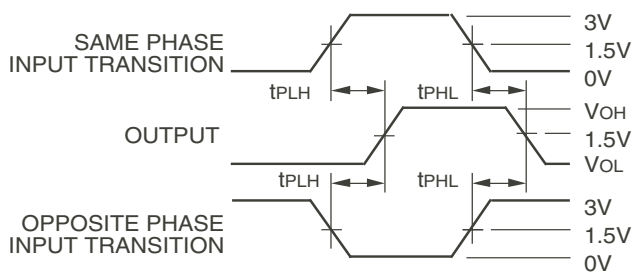 SAME PHASE
INPUT TRANSITION
3V
1.5V
0V
tPLH
tPHL
OUTPUT
VOH
1.5V
VOL
tPLH
tPHL
OPPOSITE PHASE
INPUT TRANSITION
3V
1.5V
0V